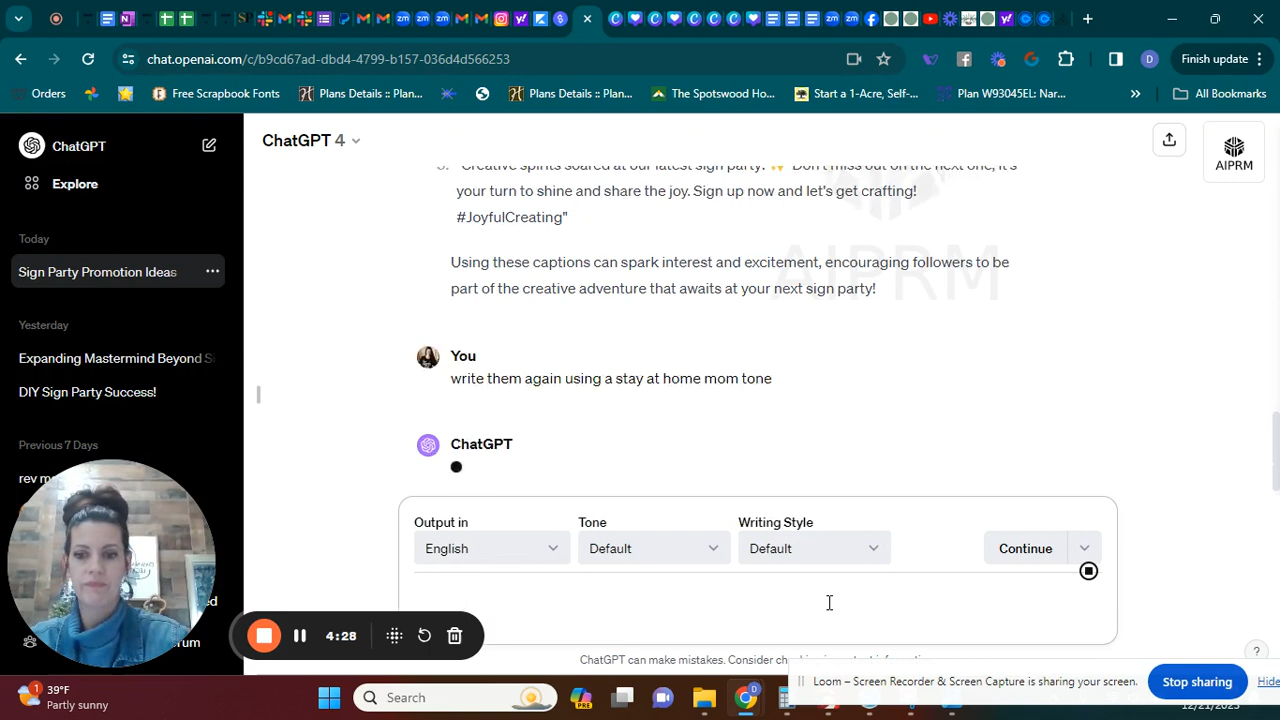 chat.openai.com/c/b9cd67ad-dbd4-4799-b157-036d4d566253
Finish update
Orders
Free Scrapbook Fonts
Plans Details :: Plan...
Plans Details :: Plan...
The Spotswood Ho...
Start a 1-Acre, Self-...
Plan W93045EL: Nar...
All Bookmarks
ChatGPT
Explore
Today
Sign Party Promotion Ideas
Yesterday
Expanding Mastermind Beyond S
DIY Sign Party Success!
Previous 7 Days
ChatGPT 4
AIPRM
"Creative spirits soared at our latest sign party! ✨ Don't miss out on the next one, it's
your turn to shine and share the joy. Sign up now and let's get crafting!
#JoyfulCreating"
Using these captions can spark interest and excitement, encouraging followers to be
part of the creative adventure that awaits at your next sign party!
AIPRM
You
write them again using a stay at home mom tone
ChatGPT
Output in
Tone
Writing Style
English
Default
Default
Continue
4:28
ChatGPT can make mistakes. Consider
?
Loom – Screen Recorder & Screen Capture is sharing your screen.
Stop sharing
Hide
1
39°F
Partly sunny
Search
PRE
D
12/21/2023